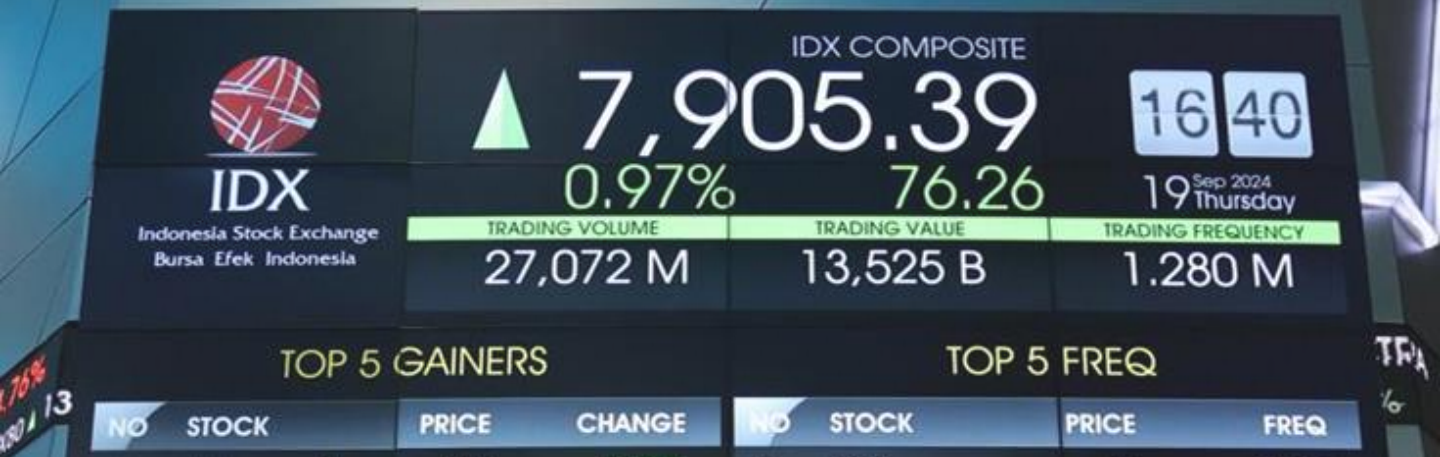 IDX
Indonesia Stock Exchange
Bursa Efek Indonesia
IDX COMPOSITE
7,905.39
0.97% 76.26
16 40
19 Sep 2024
Thursday
TRADING VOLUME TRADING VALUE TRADING FREQUENCY
27,072 M 13,525 B 1.280 M
TOP 5 GAINERS TOP 5 FREQ
NO STOCK PRICE CHANGE NO STOCK PRICE FREQ
13